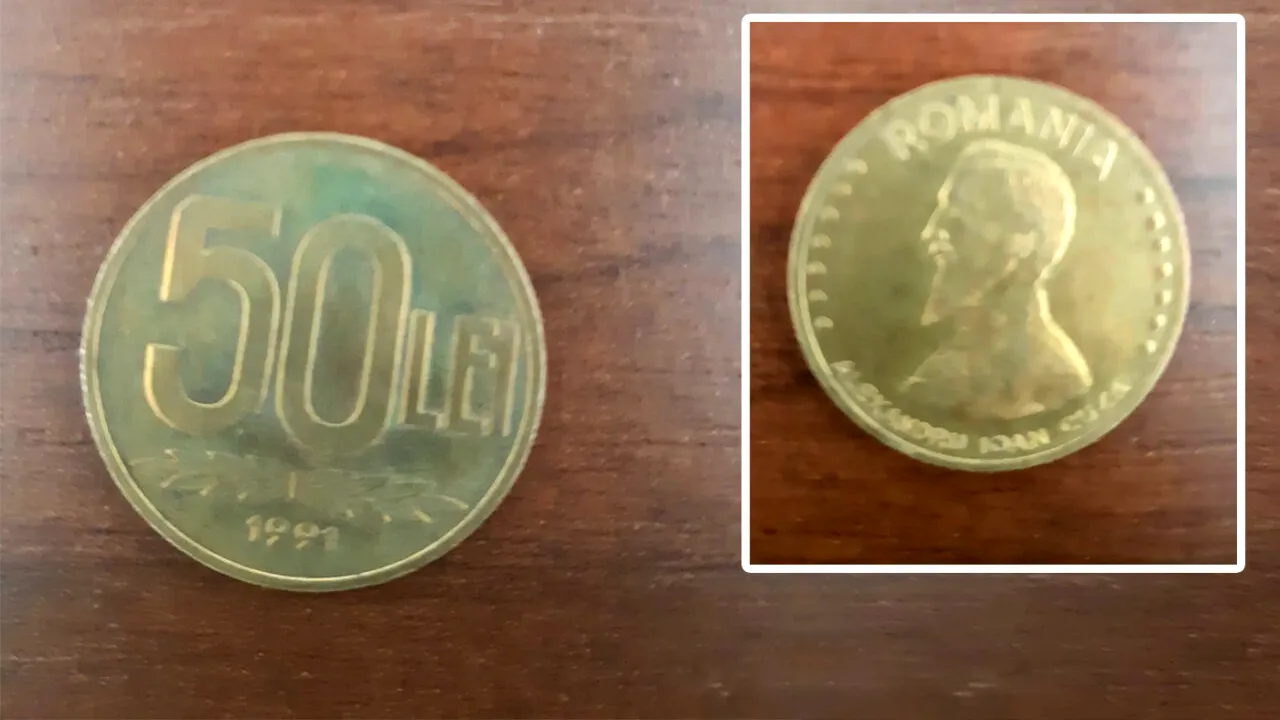 50 LEI
1991
ROMANIA
ALEXANDRU IOAN CUZA